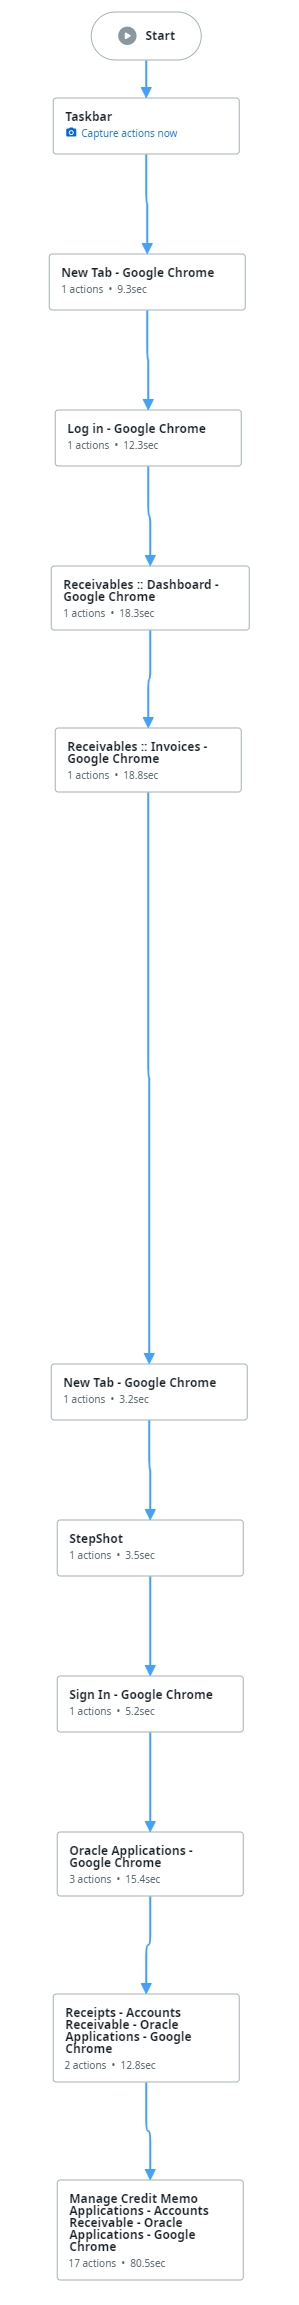 Start
Taskbar
Capture actions now
New Tab - Google Chrome
1 actions • 9.3sec
Log in - Google Chrome
1 actions • 12.3sec
Receivables :: Dashboard -
Google Chrome
1 actions • 18.3sec
Receivables :: Invoices -
Google Chrome
1 actions • 18.8sec
New Tab - Google Chrome
1 actions • 3.2sec
StepShot
1 actions • 3.5sec
Sign In - Google Chrome
1 actions • 5.2sec
Oracle Applications -
Google Chrome
3 actions • 15.4sec
Receipts - Accounts
Receivable - Oracle
Applications - Google
Chrome
2 actions • 12.8sec
Manage Credit Memo
Applications - Accounts
Receivable - Oracle
Applications - Google
Chrome
17 actions • 80.5sec